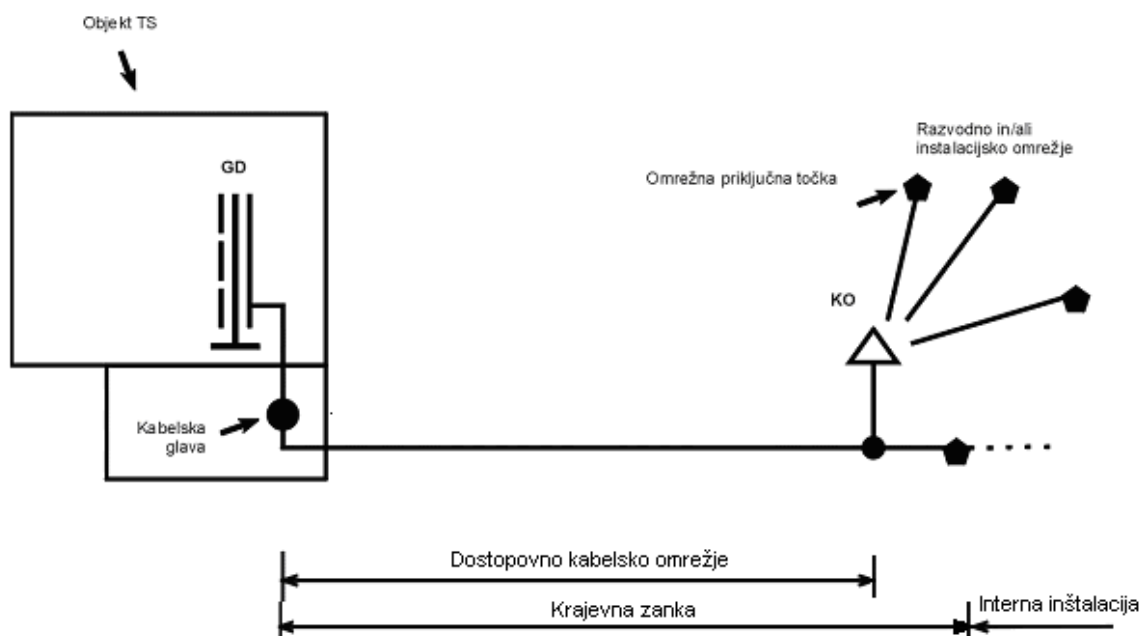 Objekt TS
GD
Razvodno in/ali
instalacijsko omrežje
Omrežna priključna točka
KO
Kabelska
glava
Dostopovno kabelsko omrežje
Krajevna zanka
Interna inštalacija